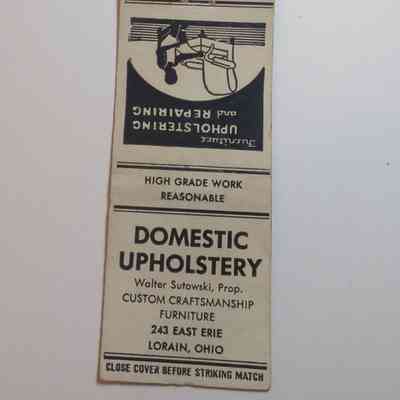 Furniture
UPHOLSTERING
and REPAIRING
HIGH GRADE WORK
REASONABLE
DOMESTIC
UPHOLSTERY
Walter Sutowski, Prop.
CUSTOM CRAFTSMANSHIP
FURNITURE
243 EAST ERIE
LORAIN, OHIO
CLOSE COVER BEFORE STRIKING MATCH